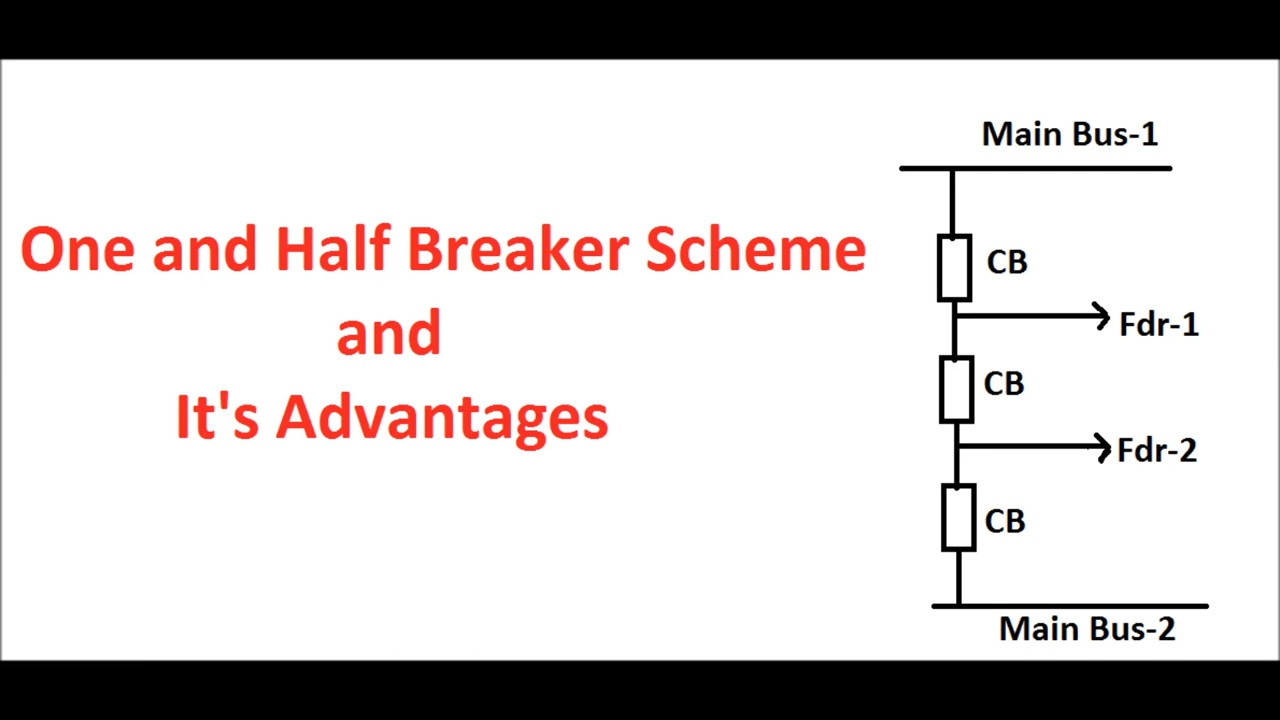 One and Half Breaker Scheme
and
It's Advantages
Main Bus-1
CB
Fdr-1
CB
Fdr-2
CB
Main Bus-2